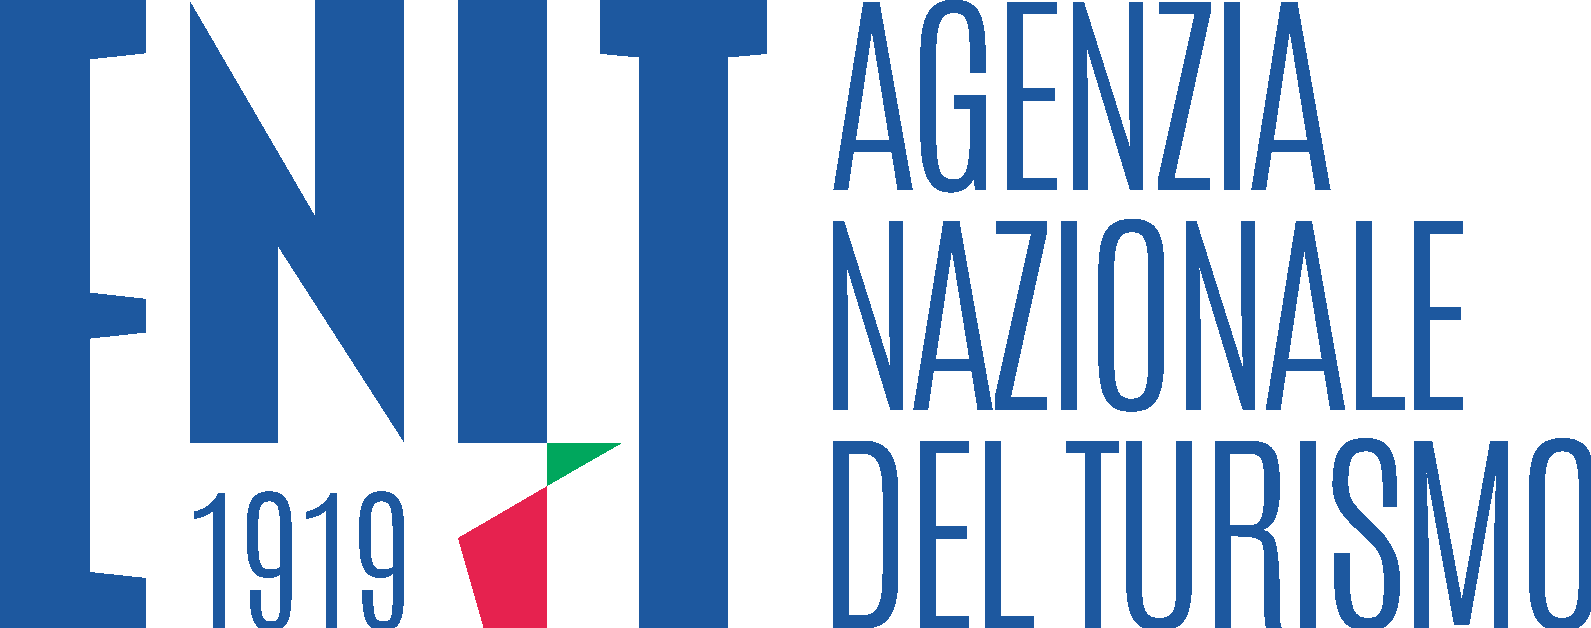 ENIT
1919
AGENZIA
NAZIONALE
DEL TURISMO